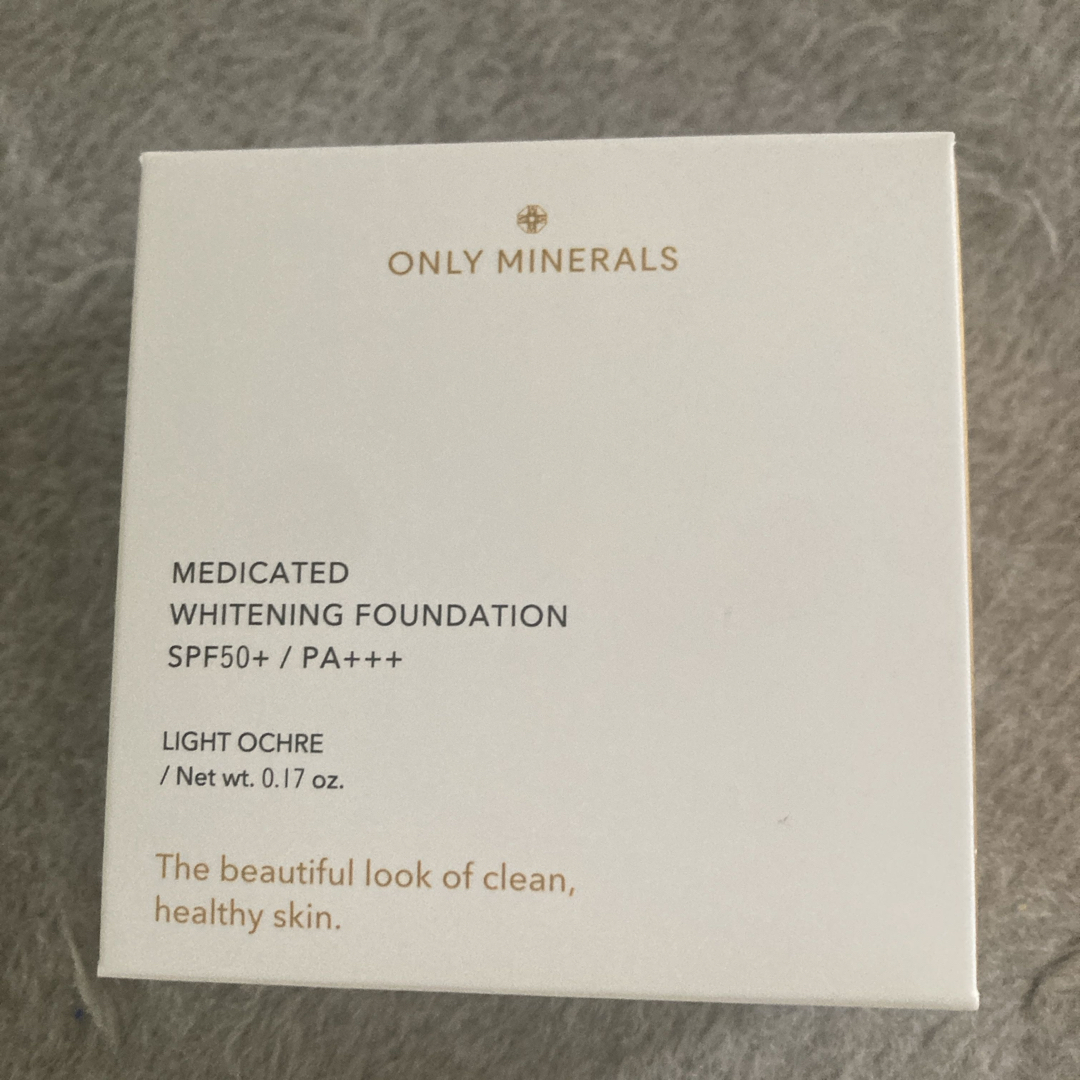 ONLY MINERALS
MEDICATED
WHITENING FOUNDATION
SPF50+ / PA+++
LIGHT OCHRE
/ Net wt. 0.17 oz.
The beautiful look of clean,
healthy skin.